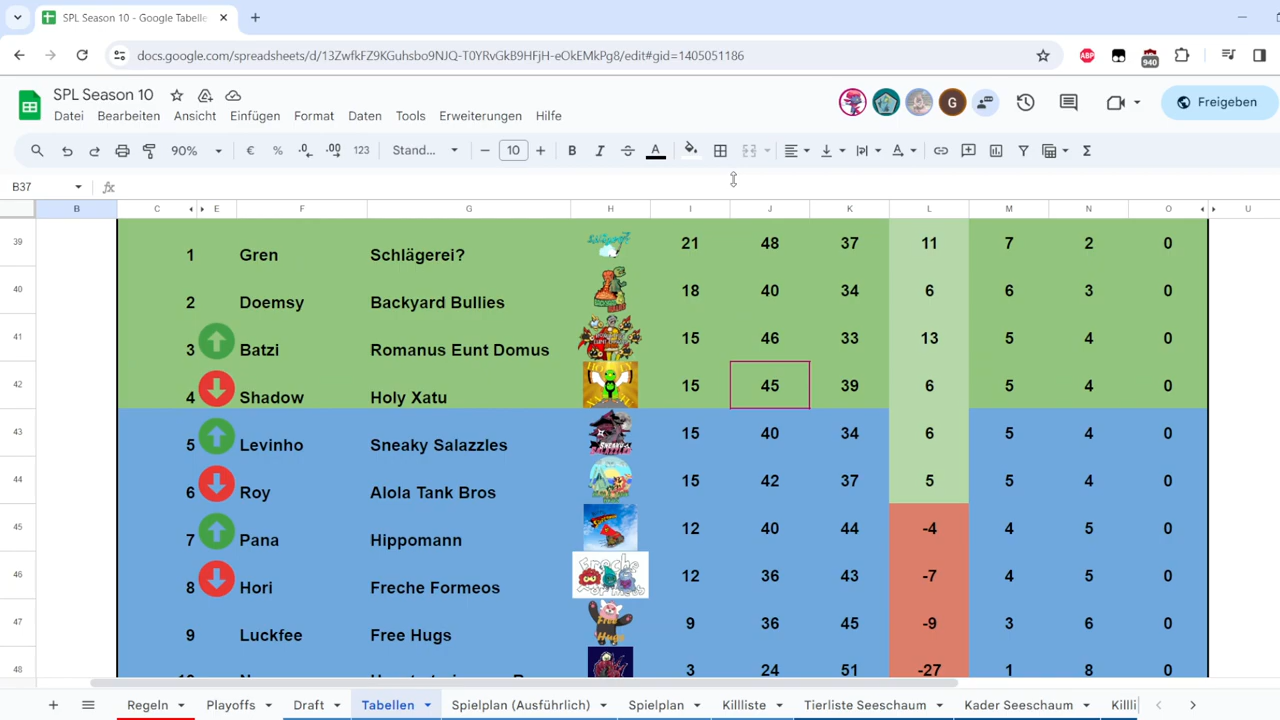 SPL Season 10 - Google Tabelle
docs.google.com/spreadsheets/d/13ZwfkFZ9KGuhsbo9NJQ-T0YRvGkB9HFjH-eOkEMkPg8/edit#gid=1405051186
ABP
940
SPL Season 10
Datei Bearbeiten Ansicht Einfügen Format Daten Tools Erweiterungen Hilfe
G
Freigeben
90% € % .0 .00 123 Stand... 10 B I S A Σ
B37 fx
B C E F G H I J K L M N O U
39 1 Gren Schlägerei? 21 48 37 11 7 2 0
40 2 Doemsy Backyard Bullies 18 40 34 6 6 3 0
41 3 Batzi Romanus Eunt Domus 15 46 33 13 5 4 0
42 4 Shadow Holy Xatu 15 45 39 6 5 4 0
43 5 Levinho Sneaky Salazzles 15 40 34 6 5 4 0
44 6 Roy Alola Tank Bros 15 42 37 5 5 4 0
45 7 Pana Hippomann 12 40 44 -4 4 5 0
46 8 Hori Freche Formeos 12 36 43 -7 4 5 0
47 9 Luckfee Free Hugs 9 36 45 -9 3 6 0
48 3 24 51 -27 1 8 0
Regeln Playoffs Draft Tabellen Spielplan (Ausführlich) Spielplan Killliste Tierliste Seeschaum Kader Seeschaum Killli